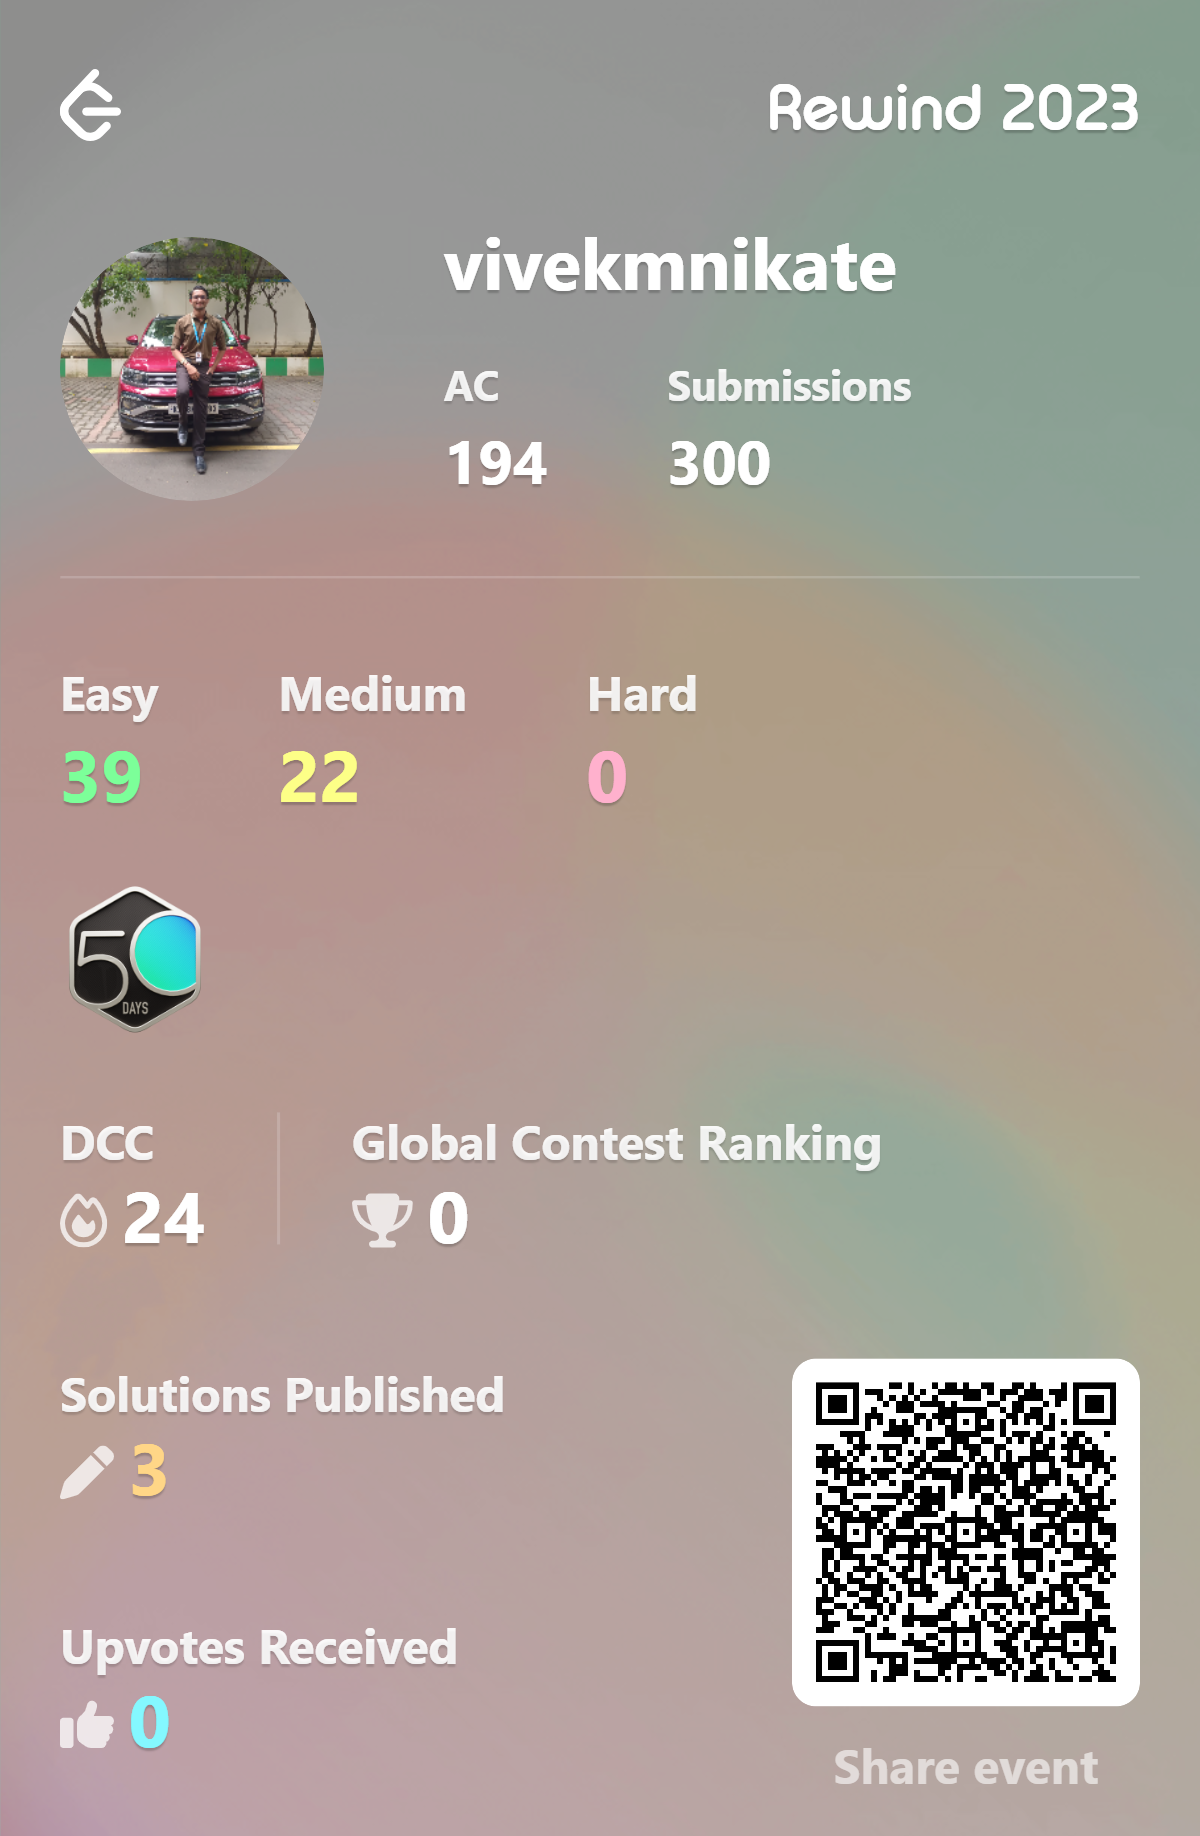 Rewind 2023
vivekmnikate
AC Submissions
194 300
Easy Medium Hard
39 22 0
50
DAYS
DCC Global Contest Ranking
24 0
Solutions Published
3
Upvotes Received
0
Share event